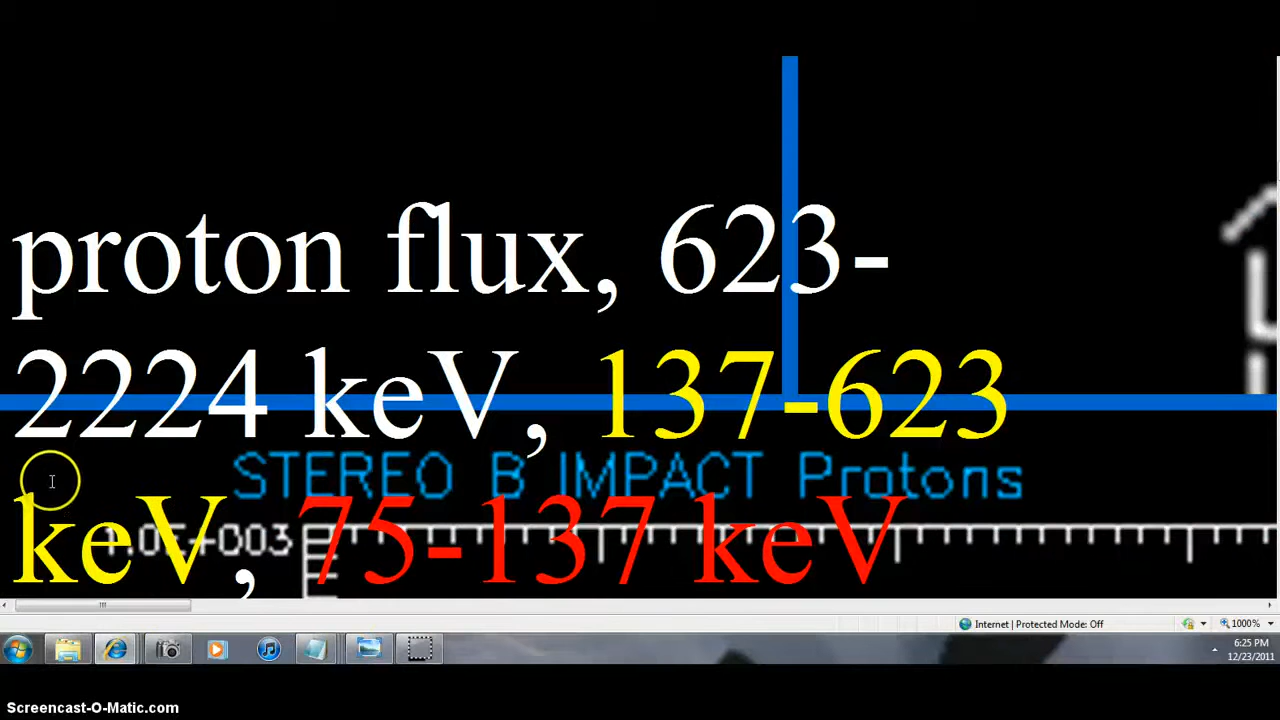 proton flux, 623-
2224 keV, 137-623
STEREO B IMPACT Protons
keV, 75-137 keV
Internet | Protected Mode: Off
1000%
6:25 PM
12/23/2011
Screencast-O-Matic.com